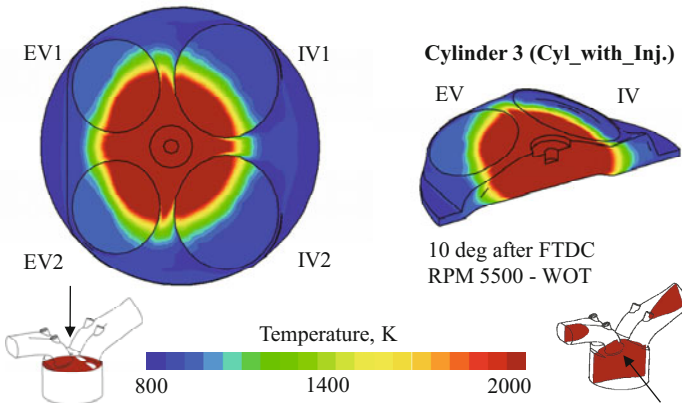 EV1
IV1
Cylinder 3 (Cyl_with_Inj.)
EV
IV
EV2
IV2
10 deg after FTDC
RPM 5500 - WOT
Temperature, K
800
1400
2000